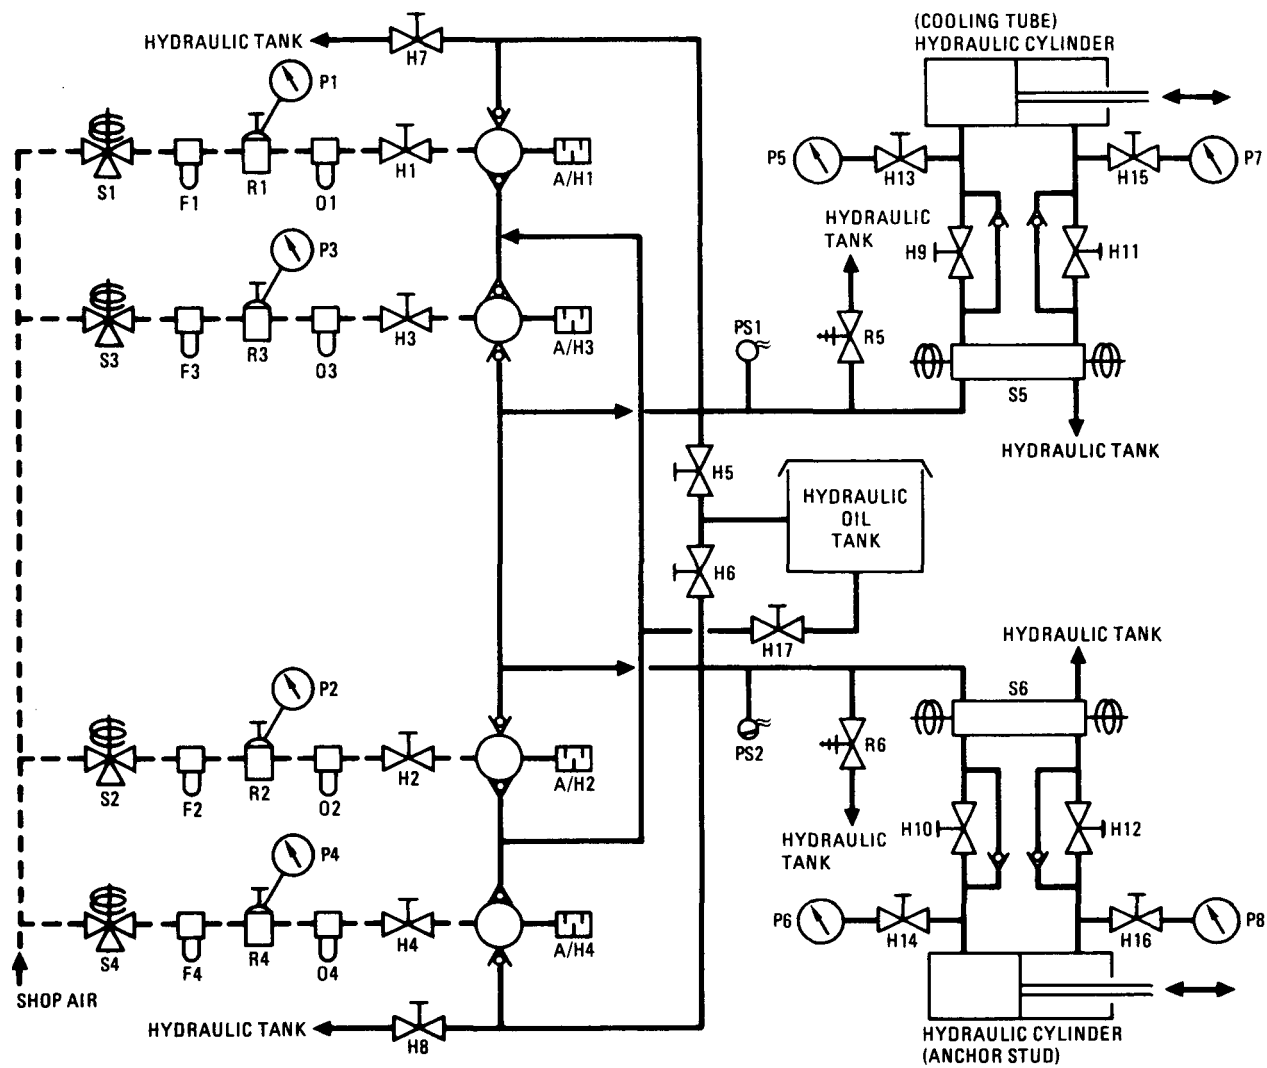 (COOLING TUBE)
HYDRAULIC CYLINDER
HYDRAULIC TANK
H7
P1
S1
F1
R1
O1
H1
A/H1
P5
H13
H15
P7
HYDRAULIC
TANK
H9
H11
P3
S3
F3
R3
O3
H3
A/H3
PS1
R5
S5
HYDRAULIC TANK
H5
HYDRAULIC
OIL
TANK
H6
H17
HYDRAULIC TANK
S6
P2
S2
F2
R2
O2
H2
A/H2
PS2
R6
HYDRAULIC
TANK
H10
H12
P4
S4
F4
R4
O4
H4
A/H4
P6
H14
H16
P8
SHOP AIR
HYDRAULIC TANK
H8
HYDRAULIC CYLINDER
(ANCHOR STUD)